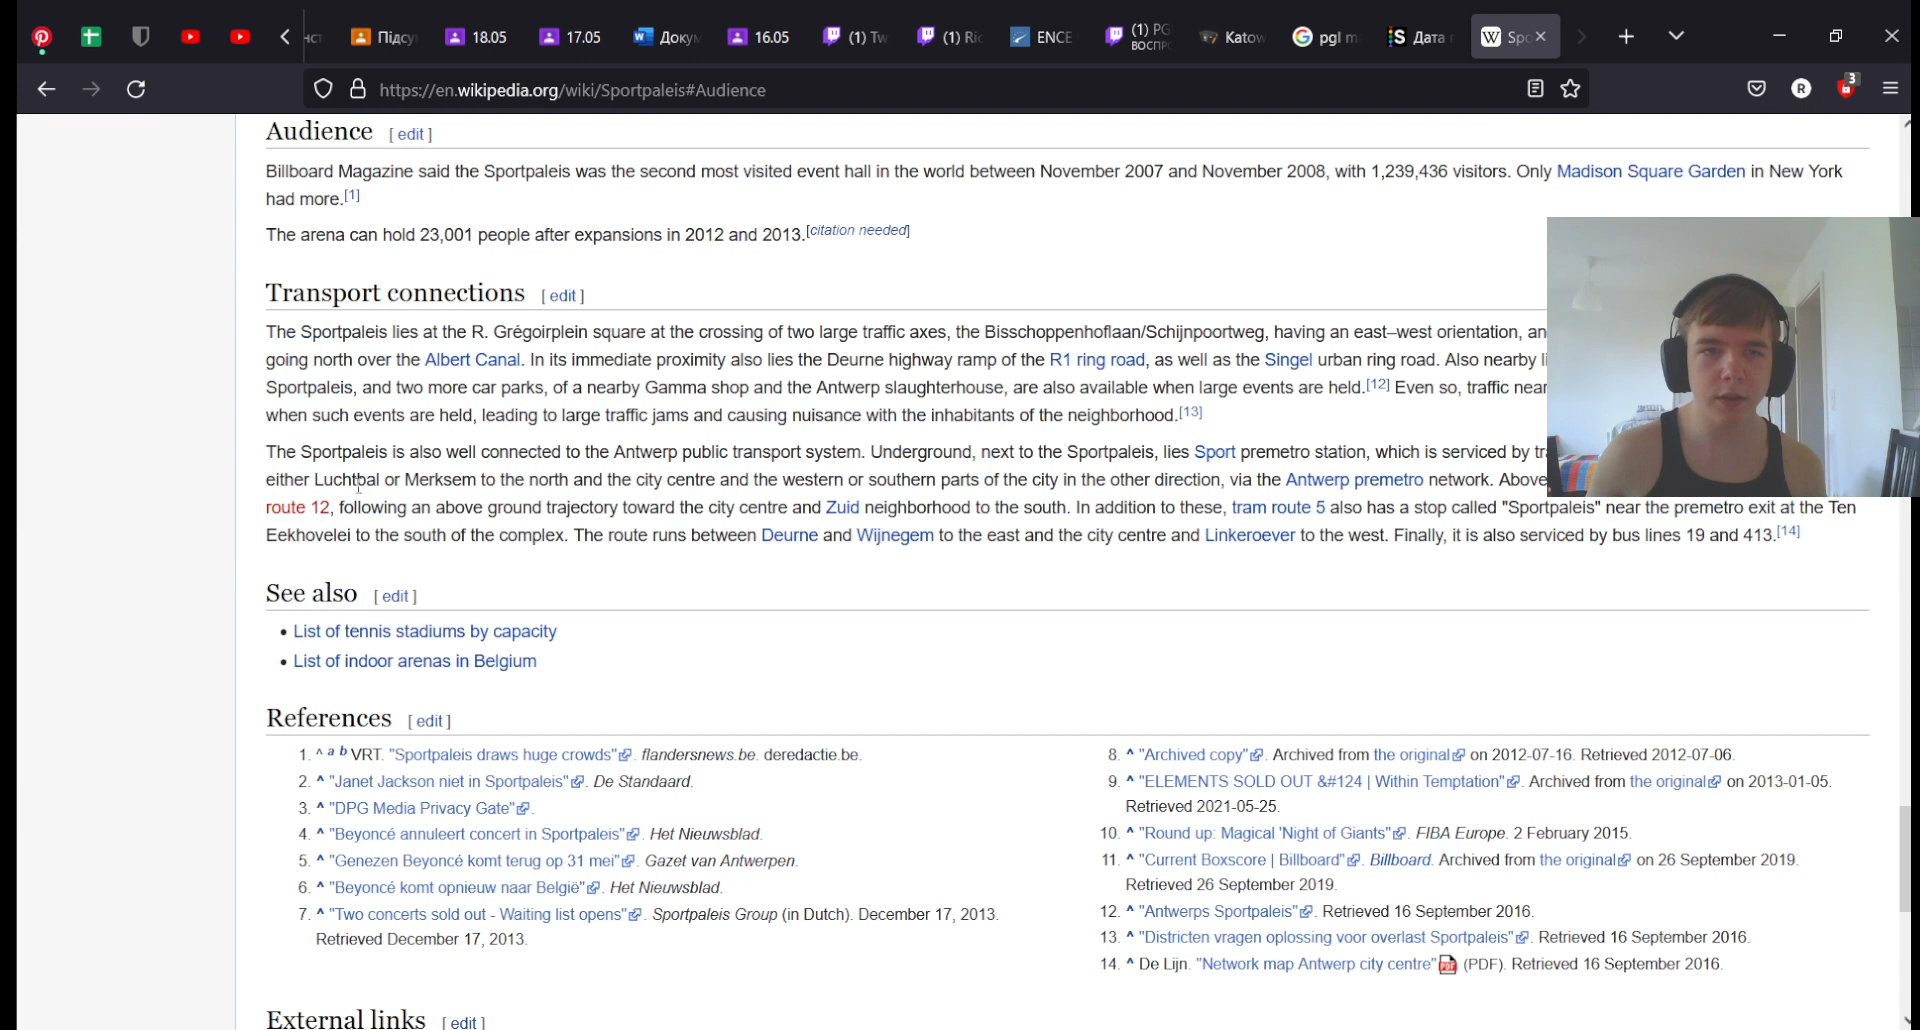 нст
Підсу
18.05
17.05
Докум
16.05
(1) Tw
(1) Ric
ENCE
(1) PG
ВОСПР
Katow
pgl m
Дата
Spo
https://en.wikipedia.org/wiki/Sportpaleis#Audience
R
3
Audience [ edit ]
Billboard Magazine said the Sportpaleis was the second most visited event hall in the world between November 2007 and November 2008, with 1,239,436 visitors. Only Madison Square Garden in New York
had more.[1]
The arena can hold 23,001 people after expansions in 2012 and 2013.[citation needed]
Transport connections [ edit ]
The Sportpaleis lies at the R. Grégoirplein square at the crossing of two large traffic axes, the Bisschoppenhoflaan/Schijnpoortweg, having an east–west orientation, an
going north over the Albert Canal. In its immediate proximity also lies the Deurne highway ramp of the R1 ring road, as well as the Singel urban ring road. Also nearby li
Sportpaleis, and two more car parks, of a nearby Gamma shop and the Antwerp slaughterhouse, are also available when large events are held.[12] Even so, traffic near
when such events are held, leading to large traffic jams and causing nuisance with the inhabitants of the neighborhood.[13]
The Sportpaleis is also well connected to the Antwerp public transport system. Underground, next to the Sportpaleis, lies Sport premetro station, which is serviced by tr
either Luchtbal or Merksem to the north and the city centre and the western or southern parts of the city in the other direction, via the Antwerp premetro network. Above
route 12, following an above ground trajectory toward the city centre and Zuid neighborhood to the south. In addition to these, tram route 5 also has a stop called "Sportpaleis" near the premetro exit at the Ten
Eekhovelei to the south of the complex. The route runs between Deurne and Wijnegem to the east and the city centre and Linkeroever to the west. Finally, it is also serviced by bus lines 19 and 413.[14]
See also [ edit ]
• List of tennis stadiums by capacity
• List of indoor arenas in Belgium
References [ edit ]
1. ^ a b VRT. "Sportpaleis draws huge crowds". flandersnews.be. deredactie.be.
2. ^ "Janet Jackson niet in Sportpaleis". De Standaard.
3. ^ "DPG Media Privacy Gate".
4. ^ "Beyoncé annuleert concert in Sportpaleis". Het Nieuwsblad.
5. ^ "Genezen Beyoncé komt terug op 31 mei". Gazet van Antwerpen.
6. ^ "Beyoncé komt opnieuw naar België". Het Nieuwsblad.
7. ^ "Two concerts sold out - Waiting list opens". Sportpaleis Group (in Dutch). December 17, 2013.
Retrieved December 17, 2013.
8. ^ "Archived copy". Archived from the original on 2012-07-16. Retrieved 2012-07-06.
9. ^ "ELEMENTS SOLD OUT &#124 | Within Temptation". Archived from the original on 2013-01-05.
Retrieved 2021-05-25.
10. ^ "Round up: Magical 'Night of Giants'". FIBA Europe. 2 February 2015.
11. ^ "Current Boxscore | Billboard". Billboard. Archived from the original on 26 September 2019.
Retrieved 26 September 2019.
12. ^ "Antwerps Sportpaleis". Retrieved 16 September 2016.
13. ^ "Districten vragen oplossing voor overlast Sportpaleis". Retrieved 16 September 2016.
14. ^ De Lijn. "Network map Antwerp city centre" (PDF). Retrieved 16 September 2016.
External links [ edit ]